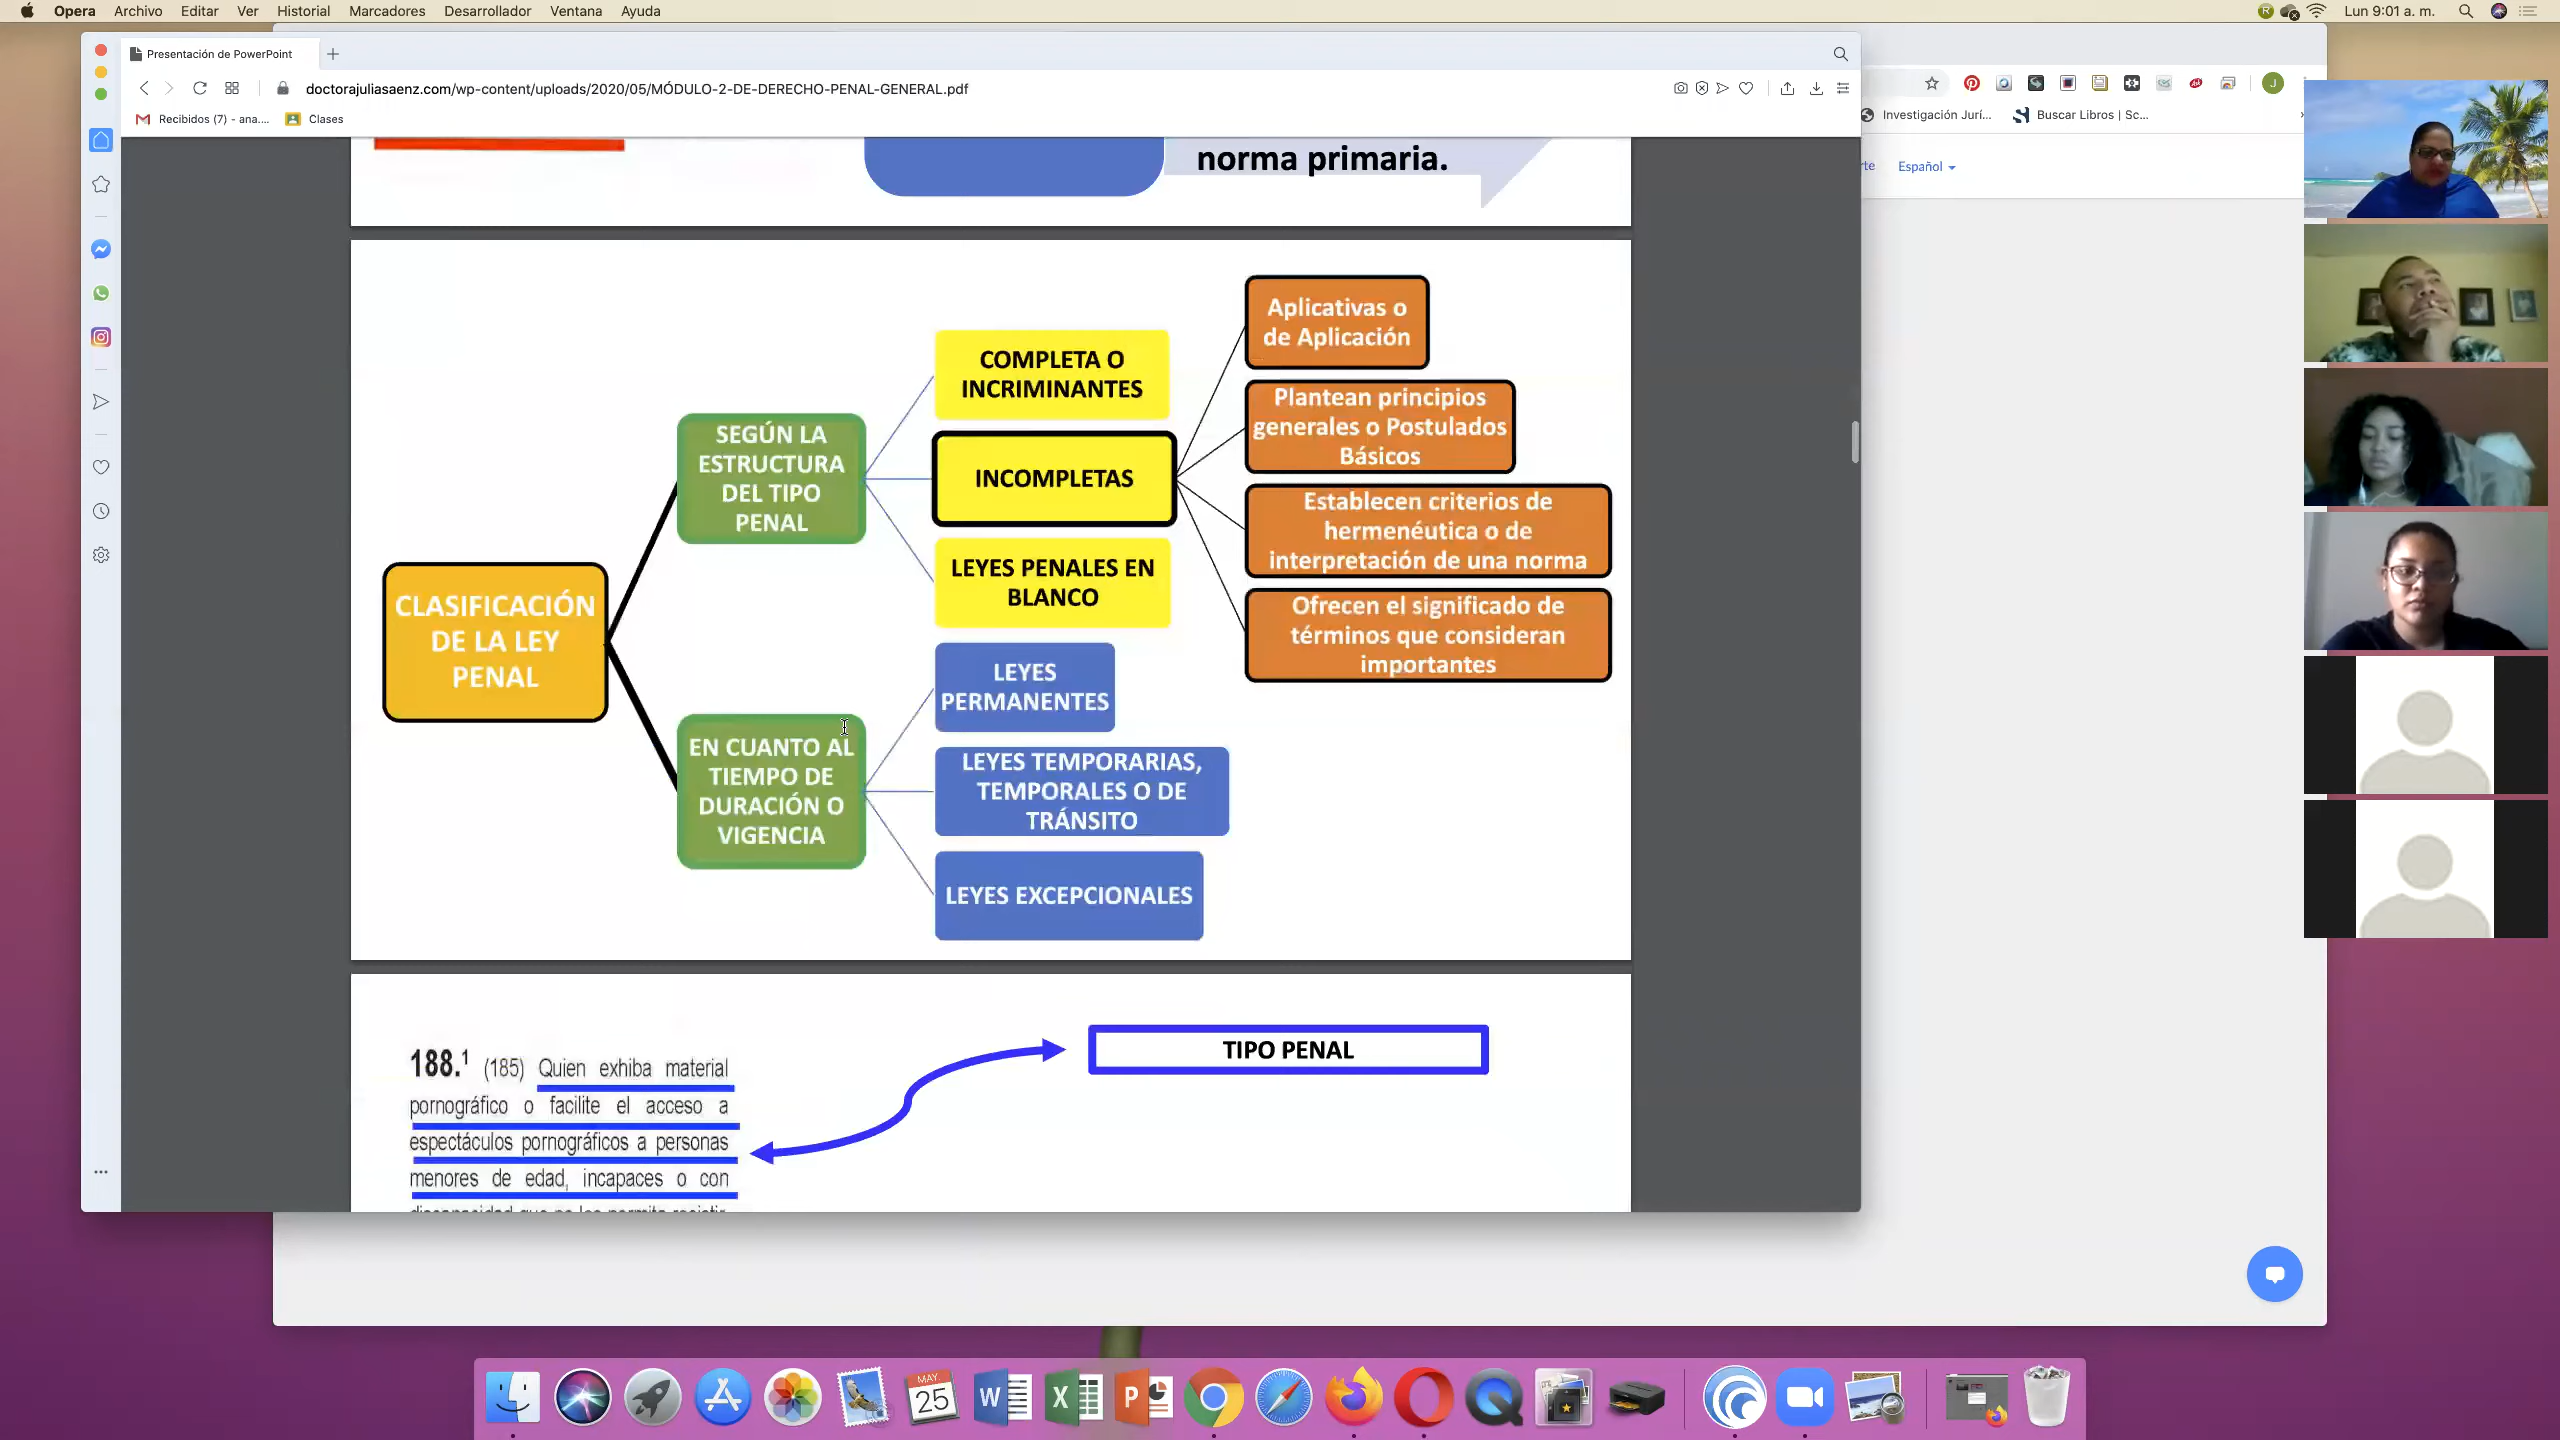 Opera Archivo Editar Ver Historial Marcadores Desarrollador Ventana Ayuda
Lun 9:01 a. m.
Presentación de PowerPoint
doctorajuliasaenz.com/wp-content/uploads/2020/05/MÓDULO-2-DE-DERECHO-PENAL-GENERAL.pdf
Recibidos (7) - ana.... Clases
J
Investigación Jurí... Buscar Libros | Sc...
rte Español
norma primaria.
CLASIFICACIÓN
DE LA LEY
PENAL
SEGÚN LA
ESTRUCTURA
DEL TIPO
PENAL
COMPLETA O
INCRIMINANTES
INCOMPLETAS
LEYES PENALES EN
BLANCO
Aplicativas o
de Aplicación
Plantean principios
generales o Postulados
Básicos
Establecen criterios de
hermenéutica o de
interpretación de una norma
Ofrecen el significado de
términos que consideran
importantes
EN CUANTO AL
TIEMPO DE
DURACIÓN O
VIGENCIA
LEYES
PERMANENTES
LEYES TEMPORARIAS,
TEMPORALES O DE
TRÁNSITO
LEYES EXCEPCIONALES
TIPO PENAL
188.¹ (185) Quien exhiba material
pornográfico o facilite el acceso a
espectáculos pornográficos a personas
menores de edad, incapaces o con
MAY.
25